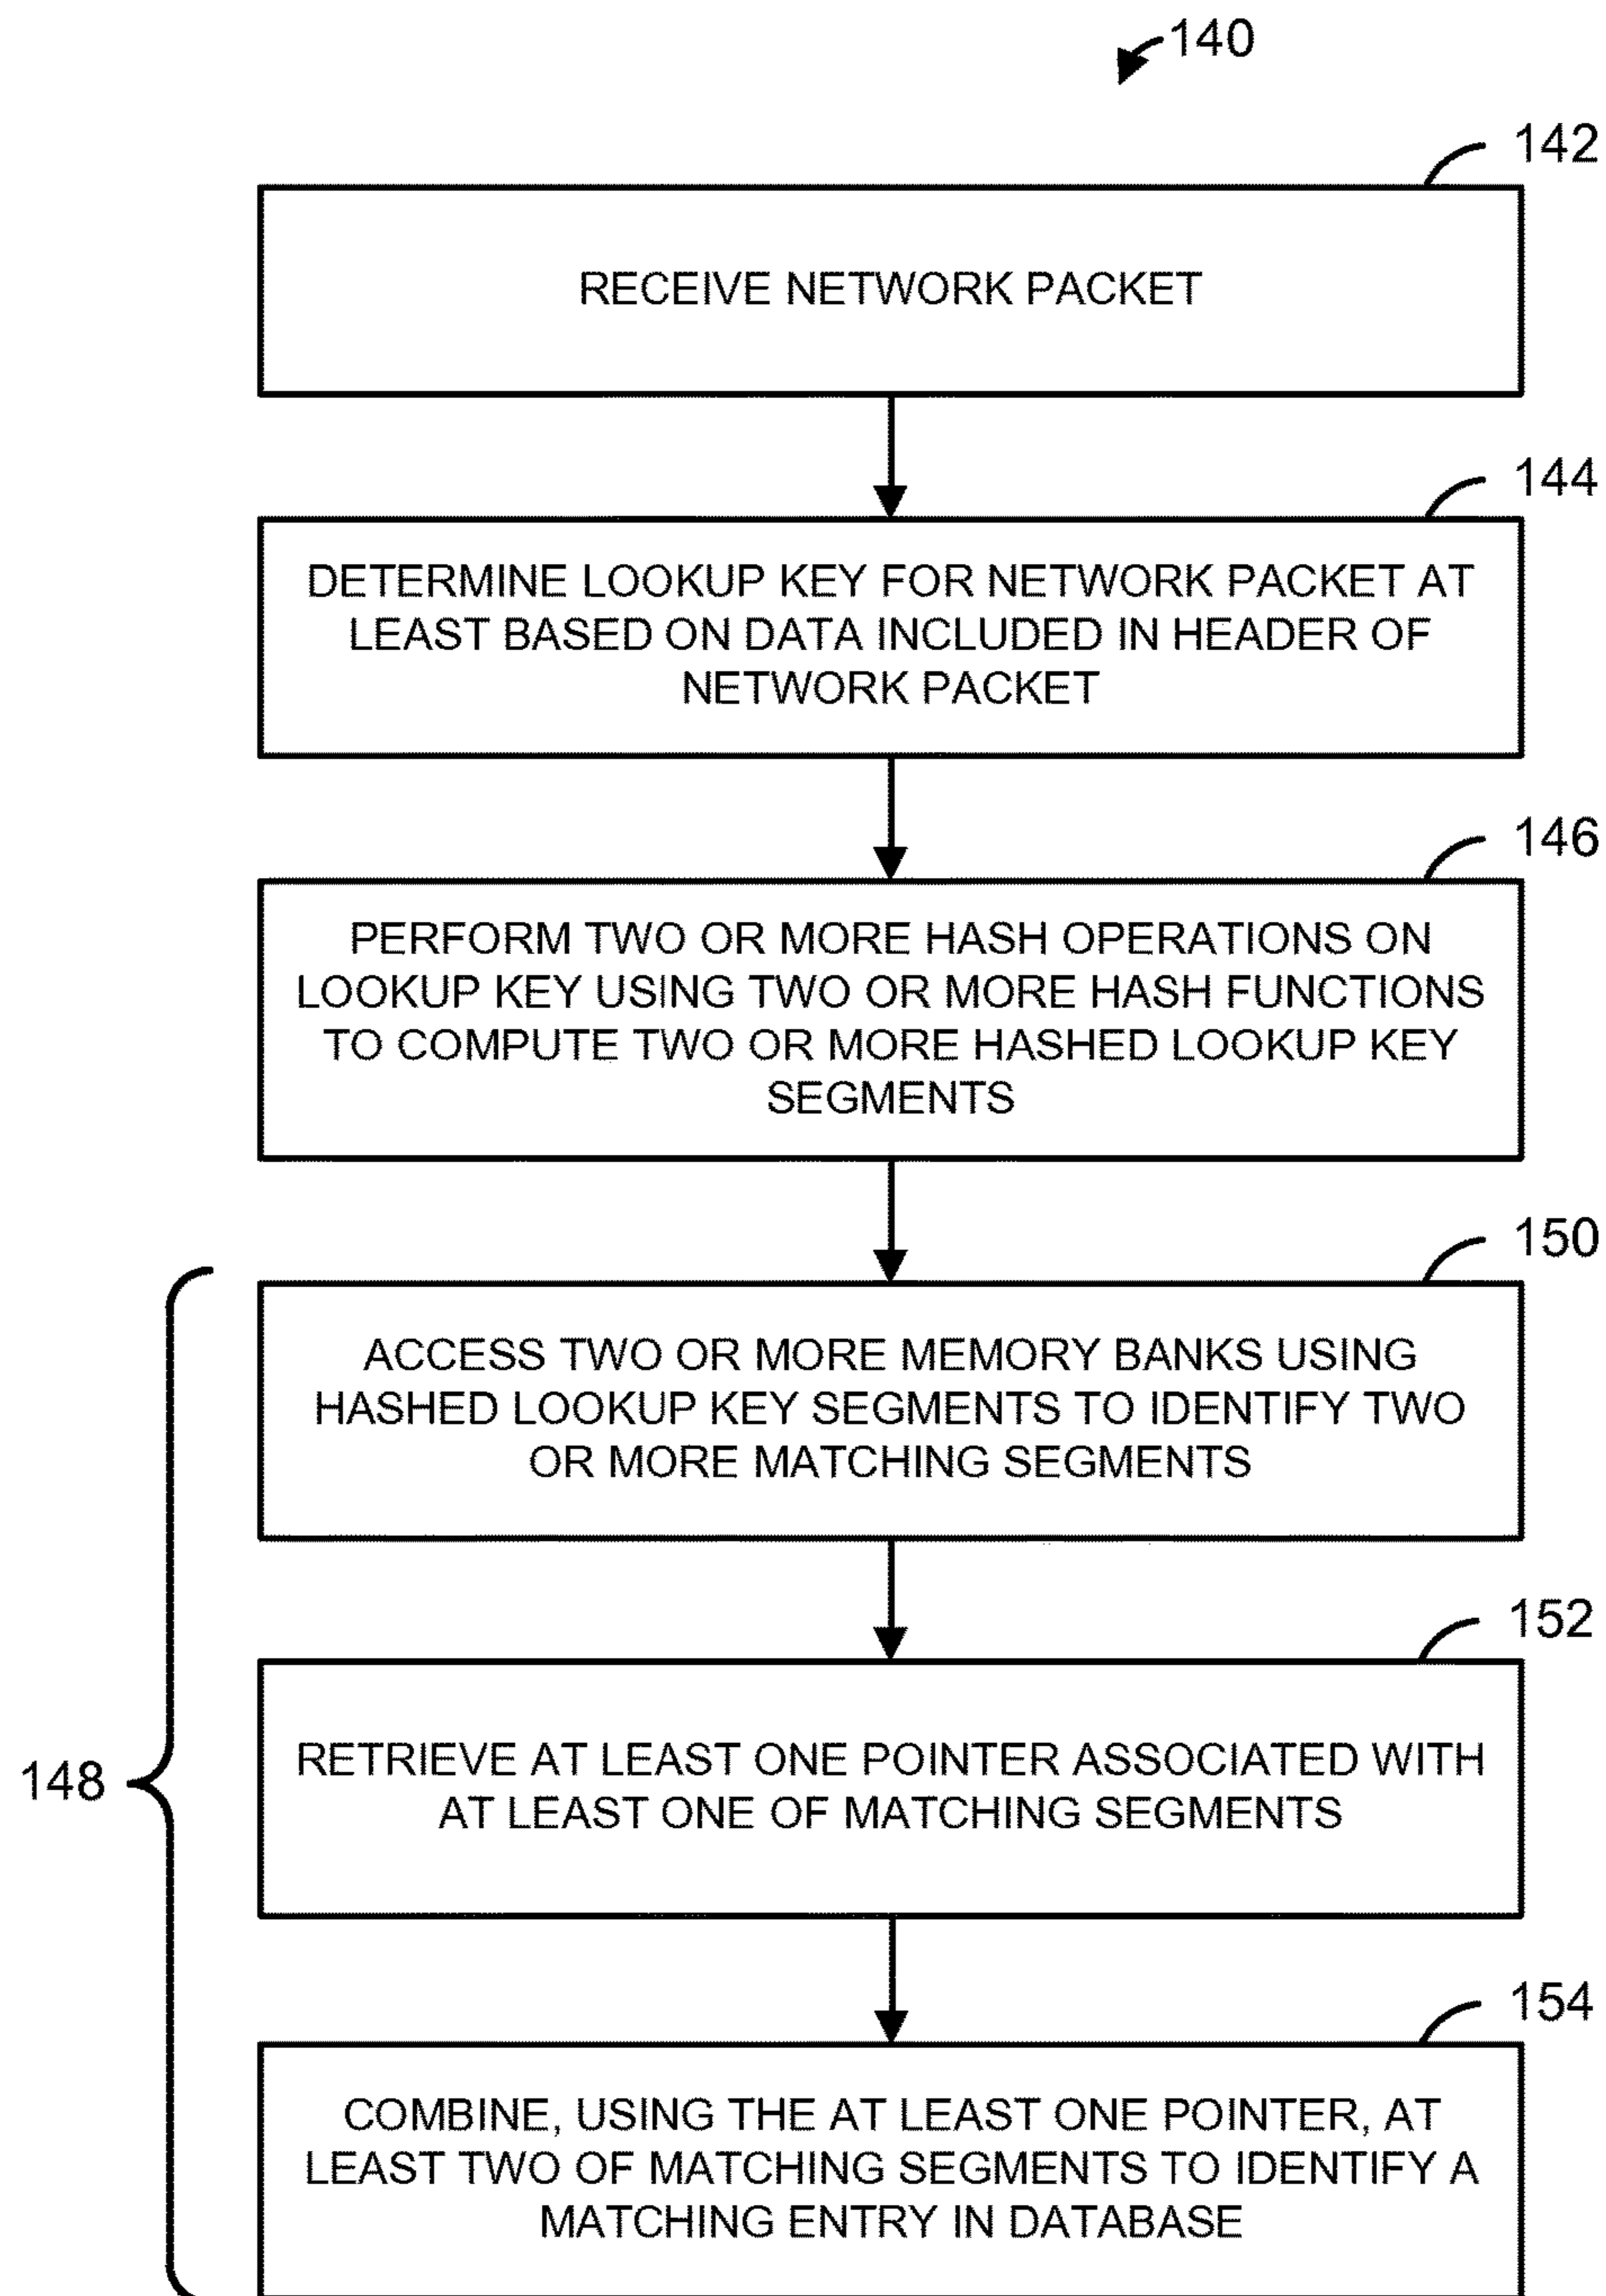 140
142
RECEIVE NETWORK PACKET
144
DETERMINE LOOKUP KEY FOR NETWORK PACKET AT
LEAST BASED ON DATA INCLUDED IN HEADER OF
NETWORK PACKET
146
PERFORM TWO OR MORE HASH OPERATIONS ON
LOOKUP KEY USING TWO OR MORE HASH FUNCTIONS
TO COMPUTE TWO OR MORE HASHED LOOKUP KEY
SEGMENTS
150
ACCESS TWO OR MORE MEMORY BANKS USING
HASHED LOOKUP KEY SEGMENTS TO IDENTIFY TWO
OR MORE MATCHING SEGMENTS
152
RETRIEVE AT LEAST ONE POINTER ASSOCIATED WITH
AT LEAST ONE OF MATCHING SEGMENTS
148
154
COMBINE, USING THE AT LEAST ONE POINTER, AT
LEAST TWO OF MATCHING SEGMENTS TO IDENTIFY A
MATCHING ENTRY IN DATABASE